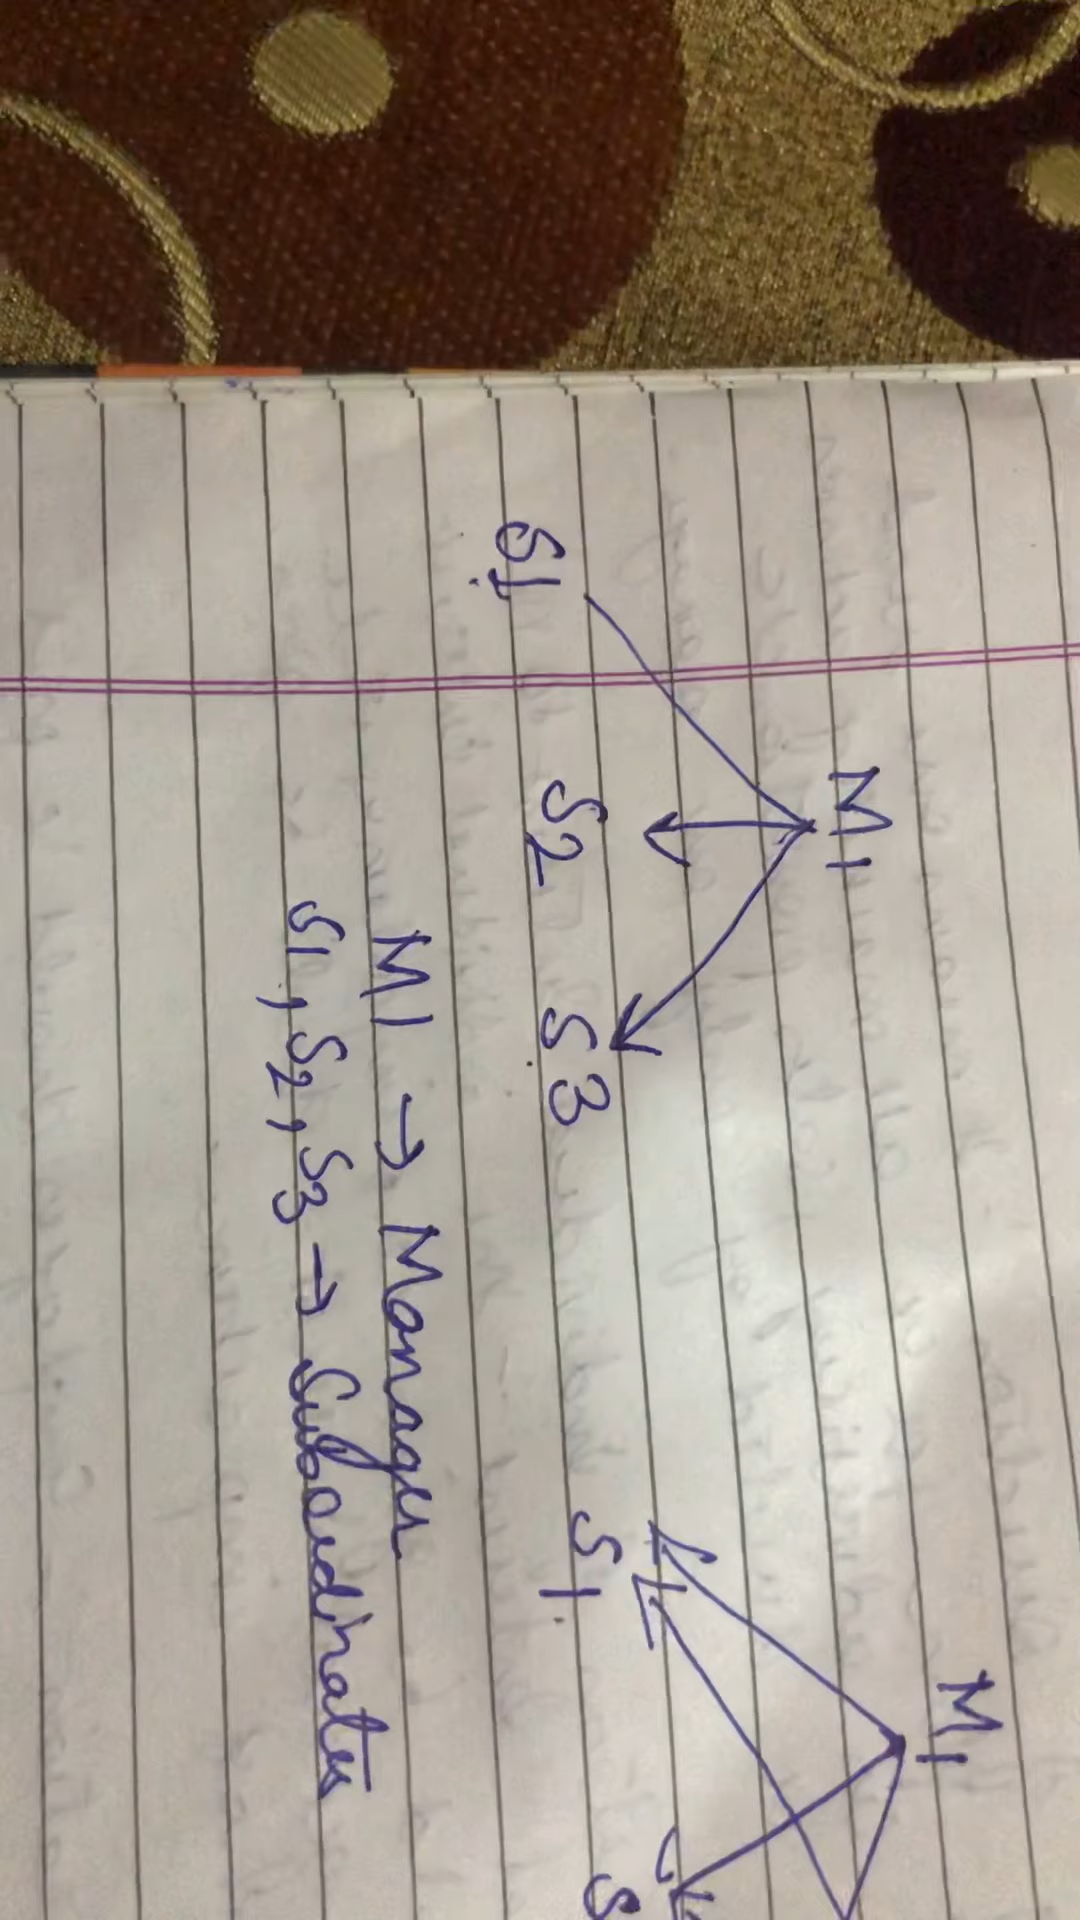 M1 M1
S1 S2 S3 S1 S
M1 → Manager
S1, S2, S3 → Subordinates